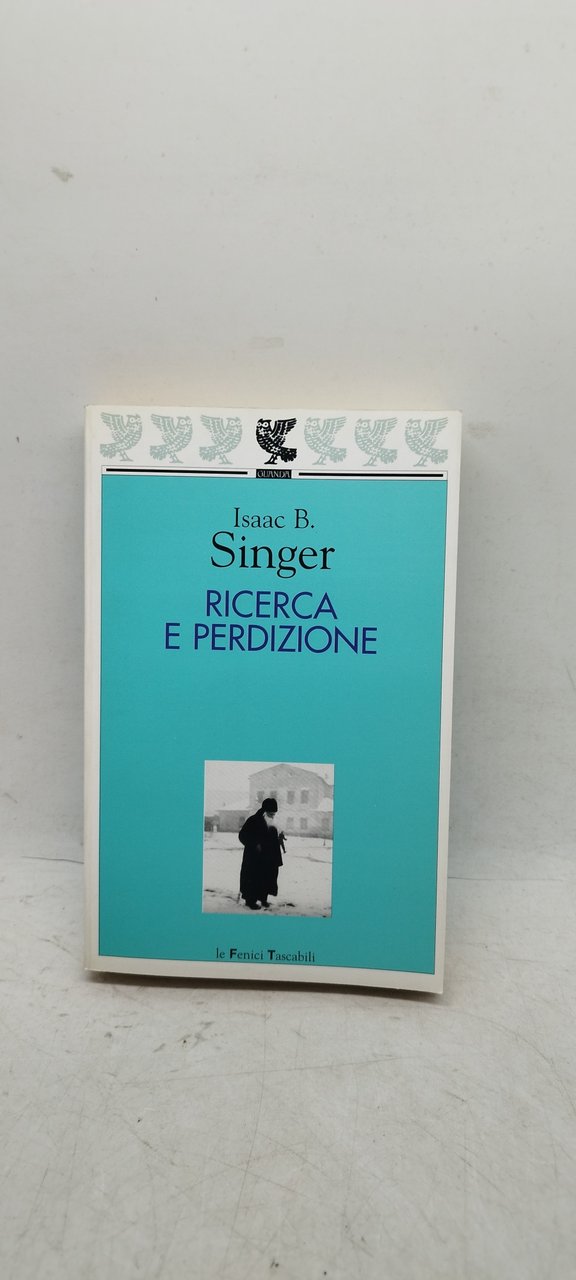 GUANDA
Isaac B.
Singer
RICERCA
E PERDIZIONE
le Fenici Tascabili